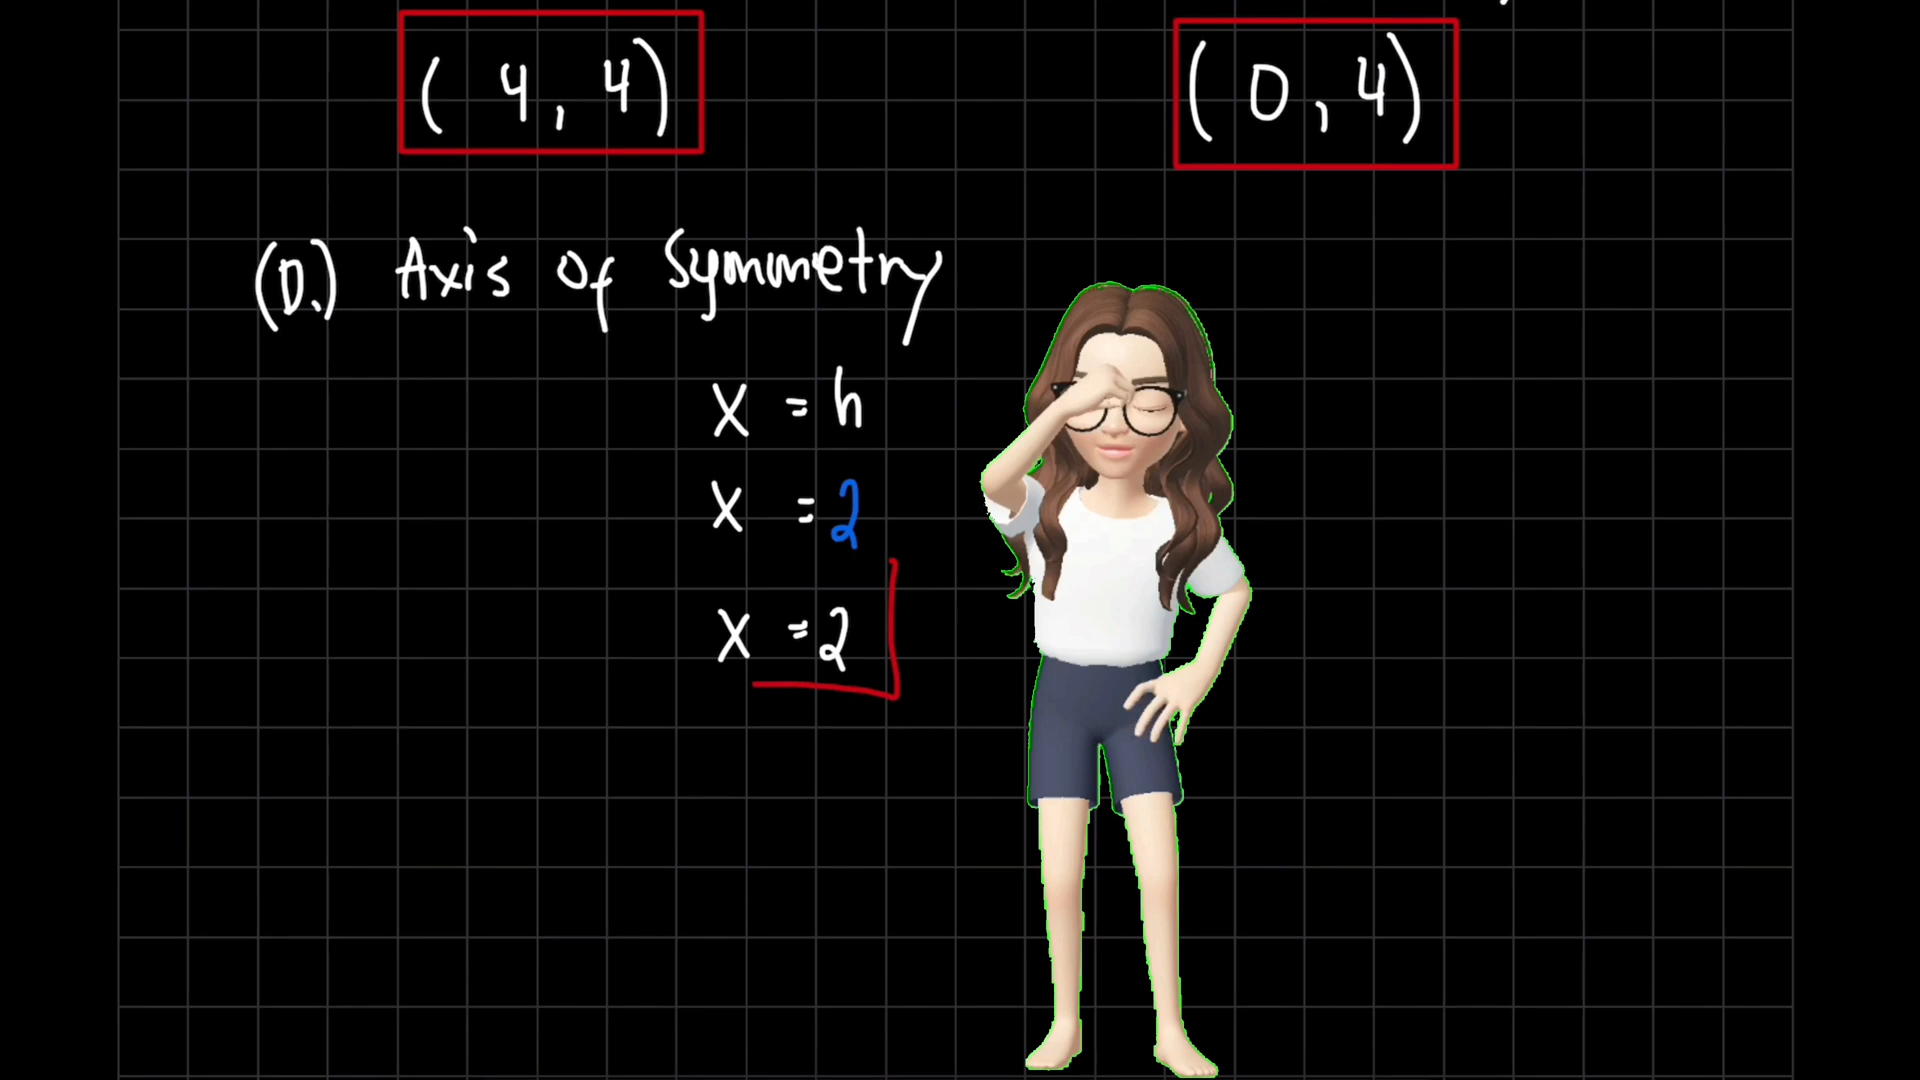 ( 4 , 4 )
( 0 , 4 )
(D.) Axis Of Symmetry
X = h
X = 2
X = 2